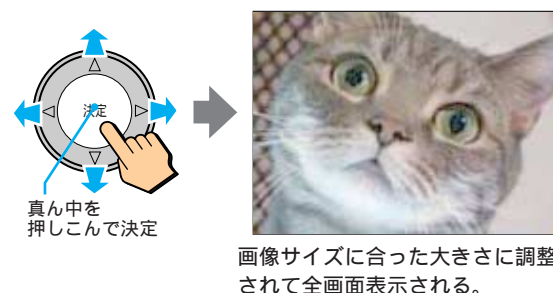 決定
真ん中を
押しこんで決定
画像サイズに合った大きさに調整
されて全画面表示される。